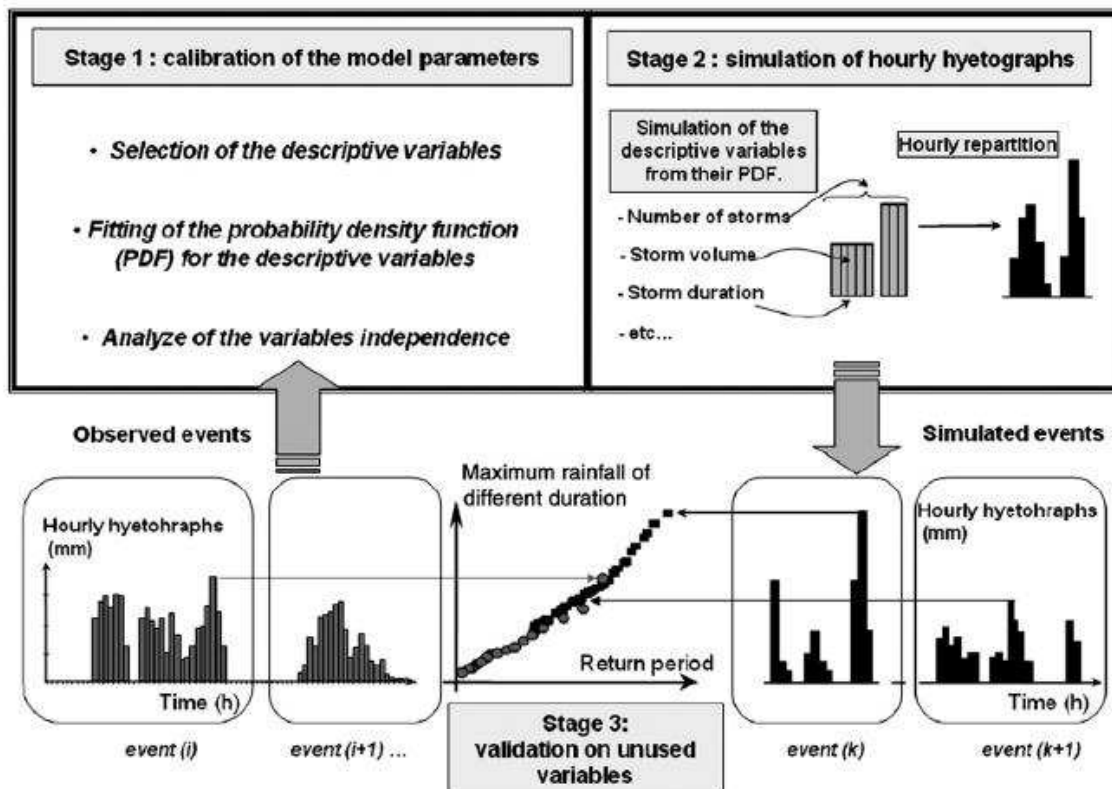 Stage 1 : calibration of the model parameters
• Selection of the descriptive variables
• Fitting of the probability density function
(PDF) for the descriptive variables
• Analyze of the variables independence
Stage 2 : simulation of hourly hyetographs
Simulation of the
descriptive variables
from their PDF.
Hourly repartition
- Number of storms
- Storm volume
- Storm duration
- etc...
Observed events
Simulated events
Maximum rainfall of
different duration
Hourly hyetohraphs
(mm)
Time (h)
Return period
Hourly hyetohraphs
(mm)
Time (h)
event (i)
event (i+1) ...
Stage 3:
validation on unused
variables
event (k)
event (k+1)